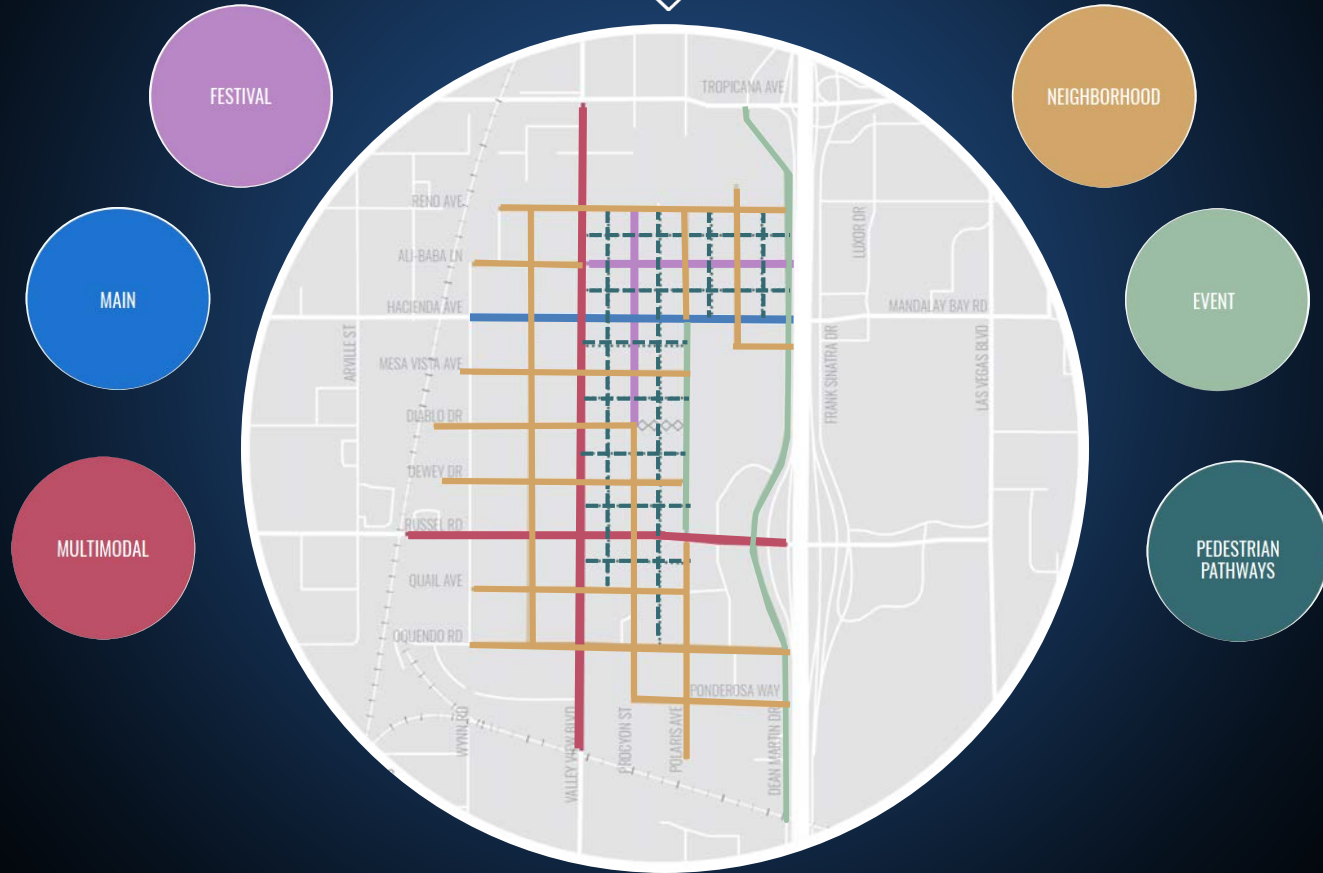 FESTIVAL
NEIGHBORHOOD
MAIN
EVENT
MULTIMODAL
PEDESTRIAN
PATHWAYS
TROPICANA AVE
RENO AVE
ALI-BABA LN
HACIENDA AVE
MESA VISTA AVE
DIABLO DR
DEWEY DR
RUSSEL RD
QUAIL AVE
OQUENDO RD
PONDEROSA WAY
MANDALAY BAY RD
ARVILLE ST
WYNN RD
VALLEY VIEW BLVD
PROCYON ST
POLARIS AVE
DEAN MARTIN DR
FRANK SINATRA DR
LUXOR DR
LAS VEGAS BLVD